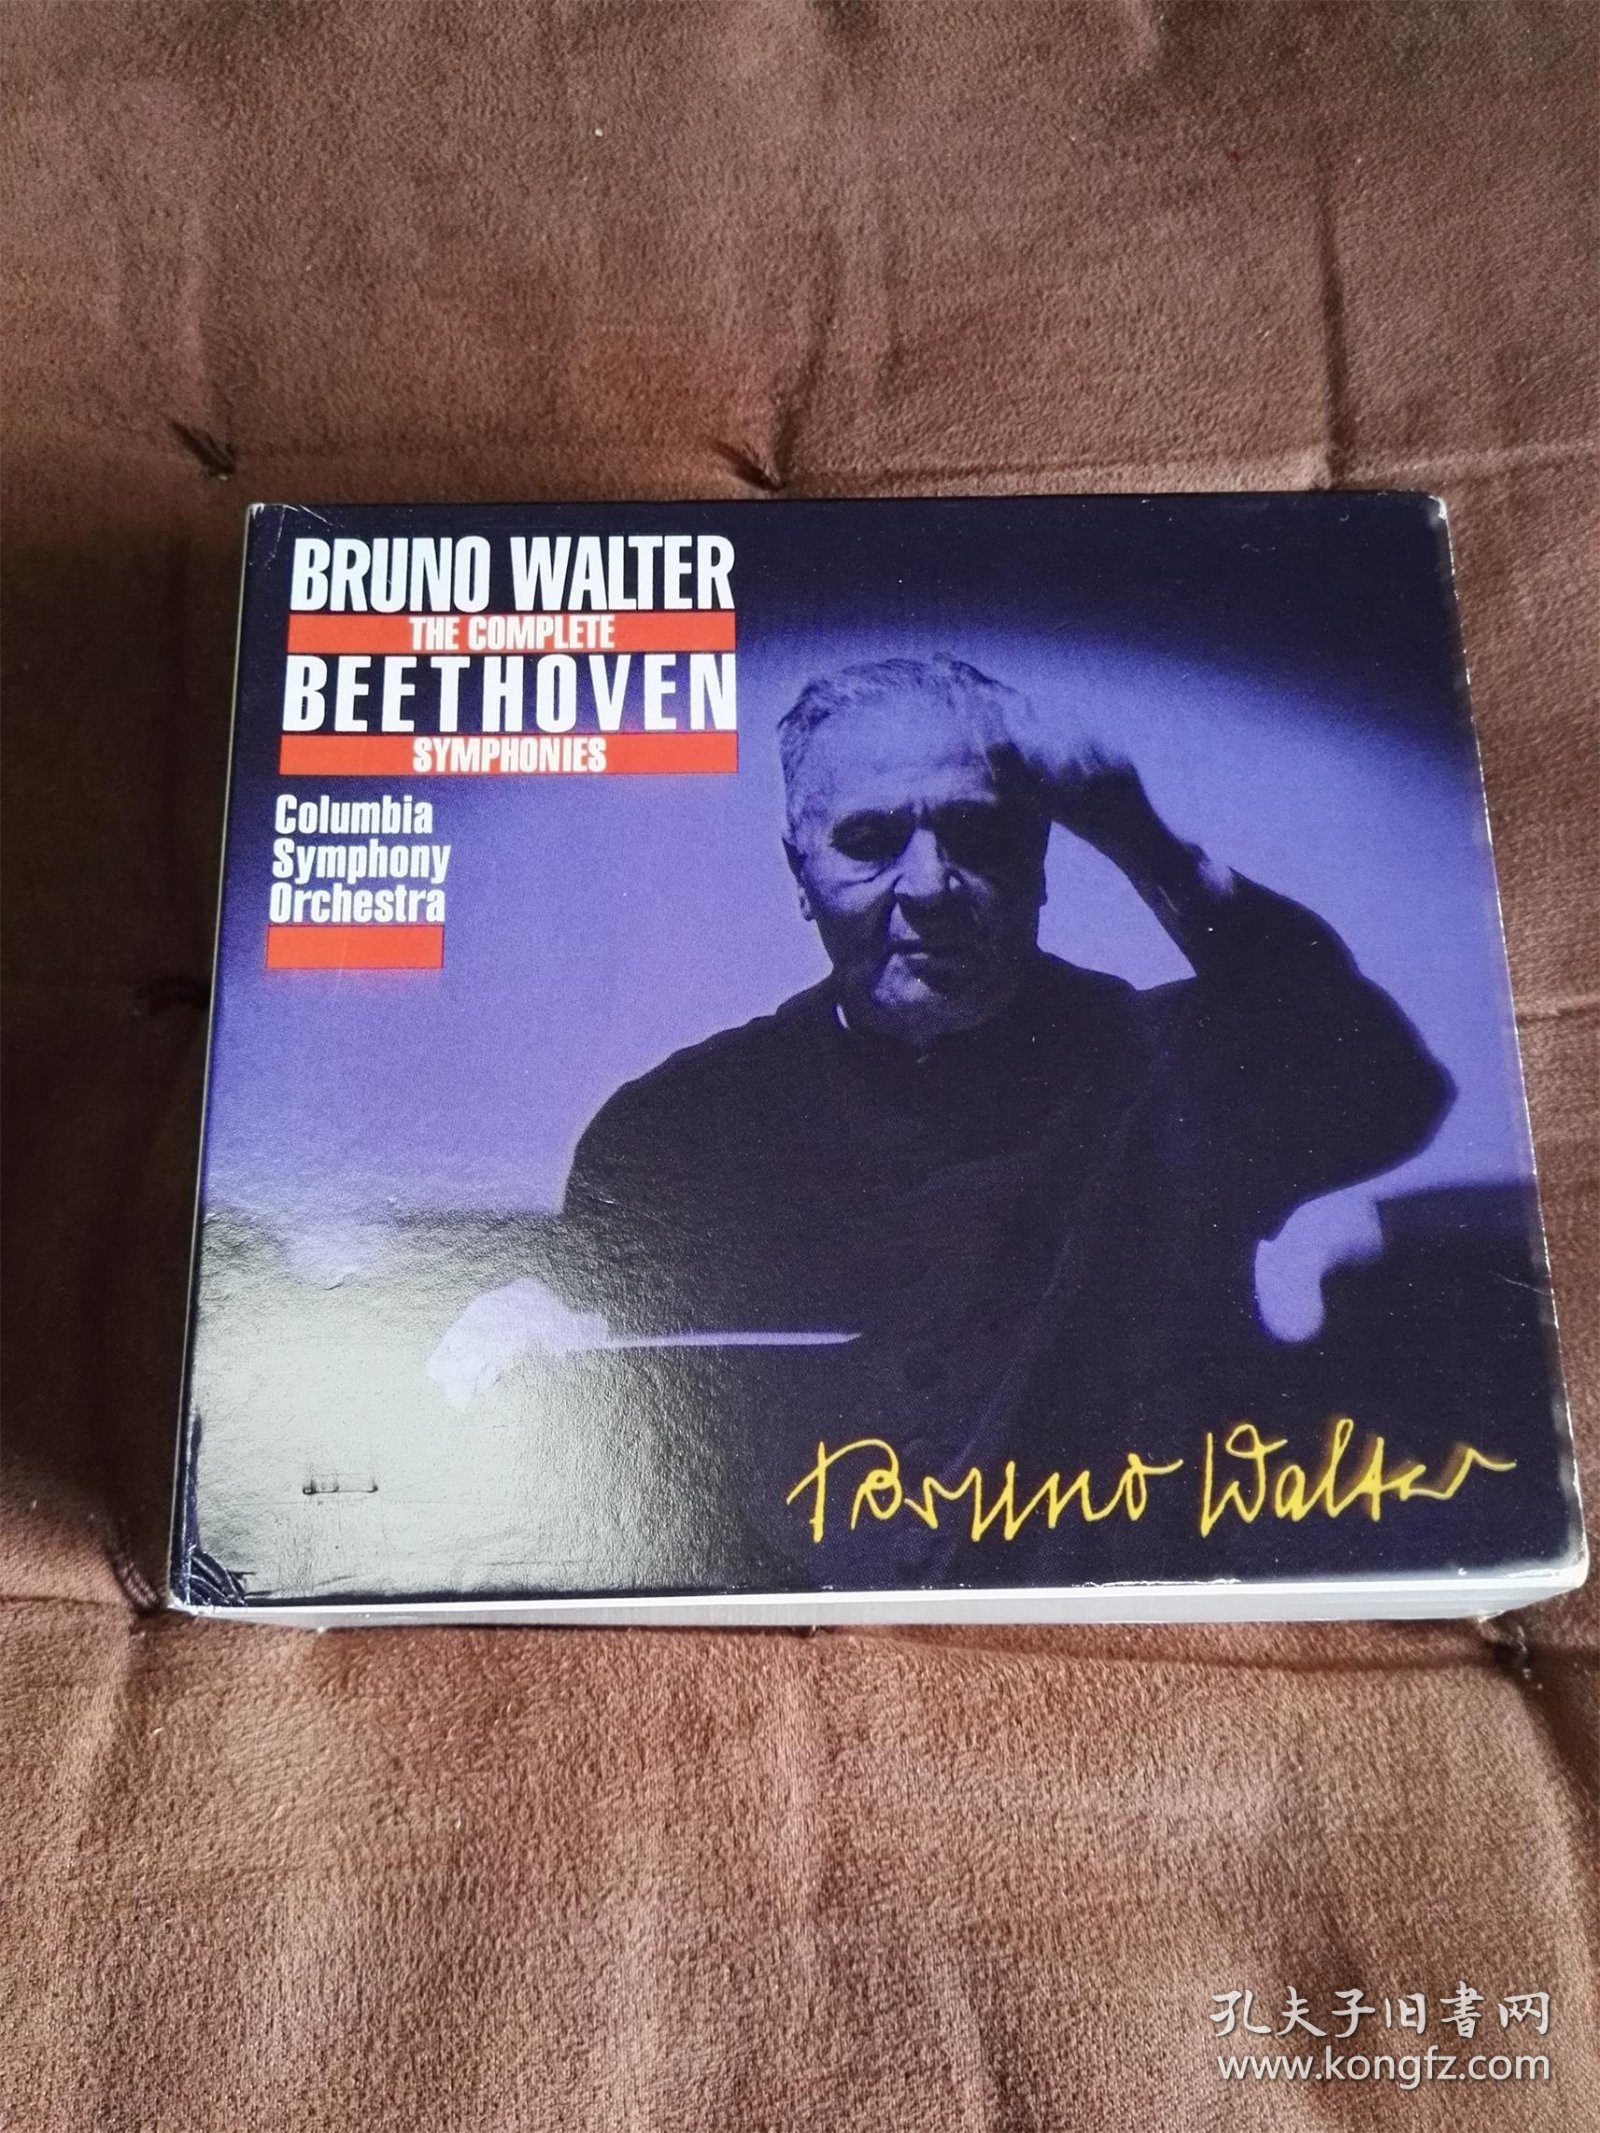 BRUNO WALTER
THE COMPLETE
BEETHOVEN
SYMPHONIES
Columbia
Symphony
Orchestra
Bruno Walter
孔夫子旧書网
www.kongfz.com